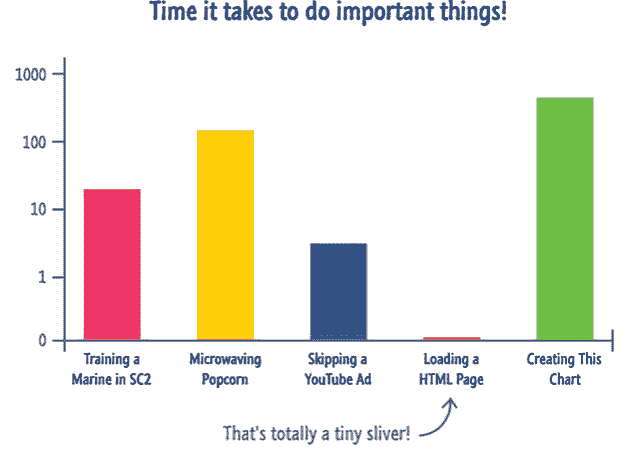 Time it takes to do important things!
1000
100
10
1
0
Training a
Marine in SC2
Microwaving
Popcorn
Skipping a
YouTube Ad
Loading a
HTML Page
Creating This
Chart
That's totally a tiny sliver!